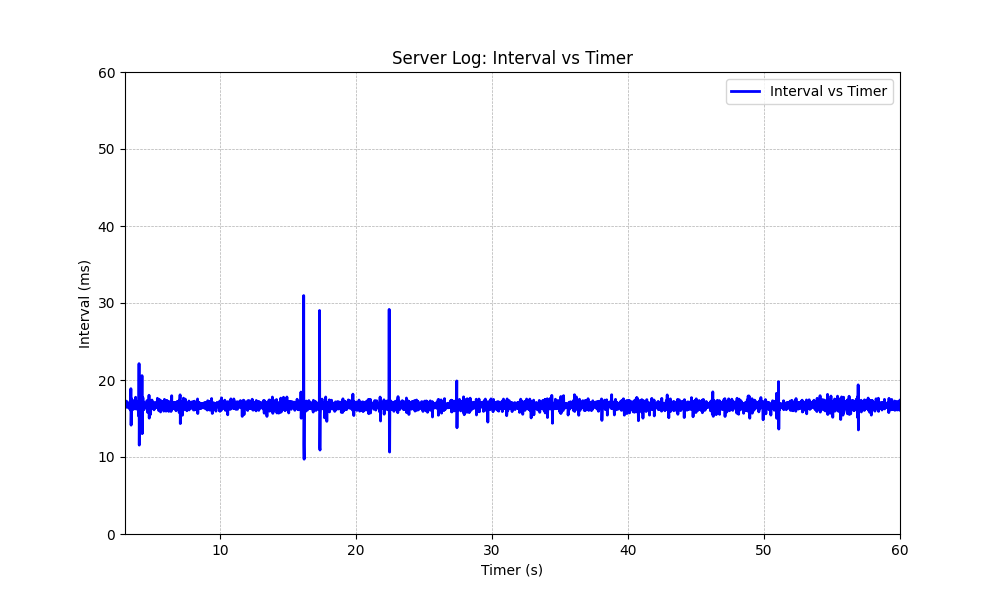 Server Log: Interval vs Timer
Interval vs Timer
60
50
40
30
20
10
0
Interval (ms)
10 20 30 40 50 60
Timer (s)